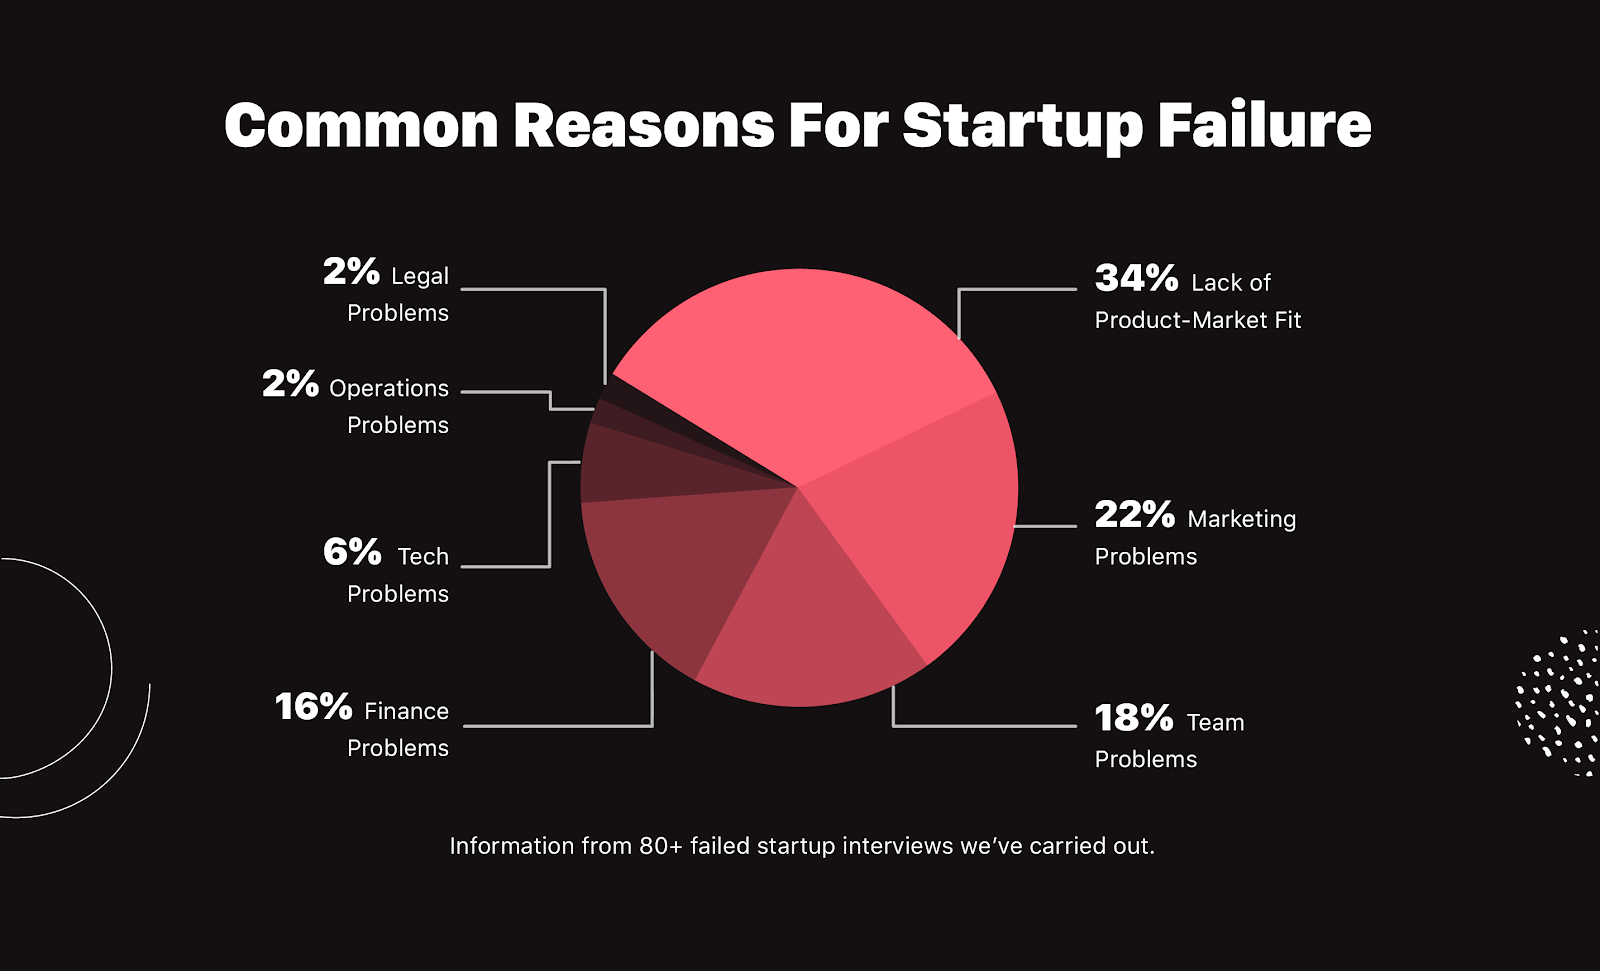 Common Reasons For Startup Failure
2% Legal
Problems
2% Operations
Problems
6% Tech
Problems
16% Finance
Problems
34% Lack of
Product-Market Fit
22% Marketing
Problems
18% Team
Problems
Information from 80+ failed startup interviews we’ve carried out.